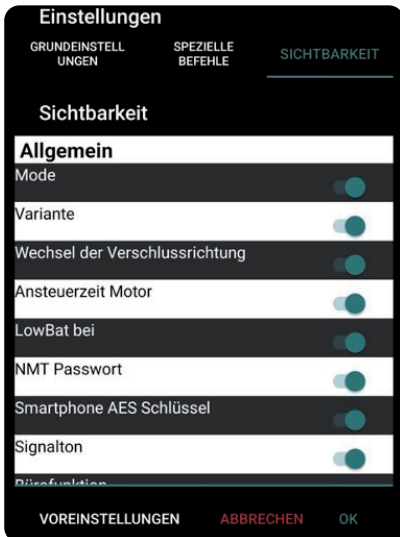 Einstellungen
GRUNDEINSTELL
UNGEN
SPEZIELLE
BEFEHLE
SICHTBARKEIT
Sichtbarkeit
Allgemein
Mode
Variante
Wechsel der Verschlussrichtung
Ansteuerzeit Motor
LowBat bei
NMT Passwort
Smartphone AES Schlüssel
Signalton
Bürofunktion
VOREINSTELLUNGEN
ABBRECHEN
OK